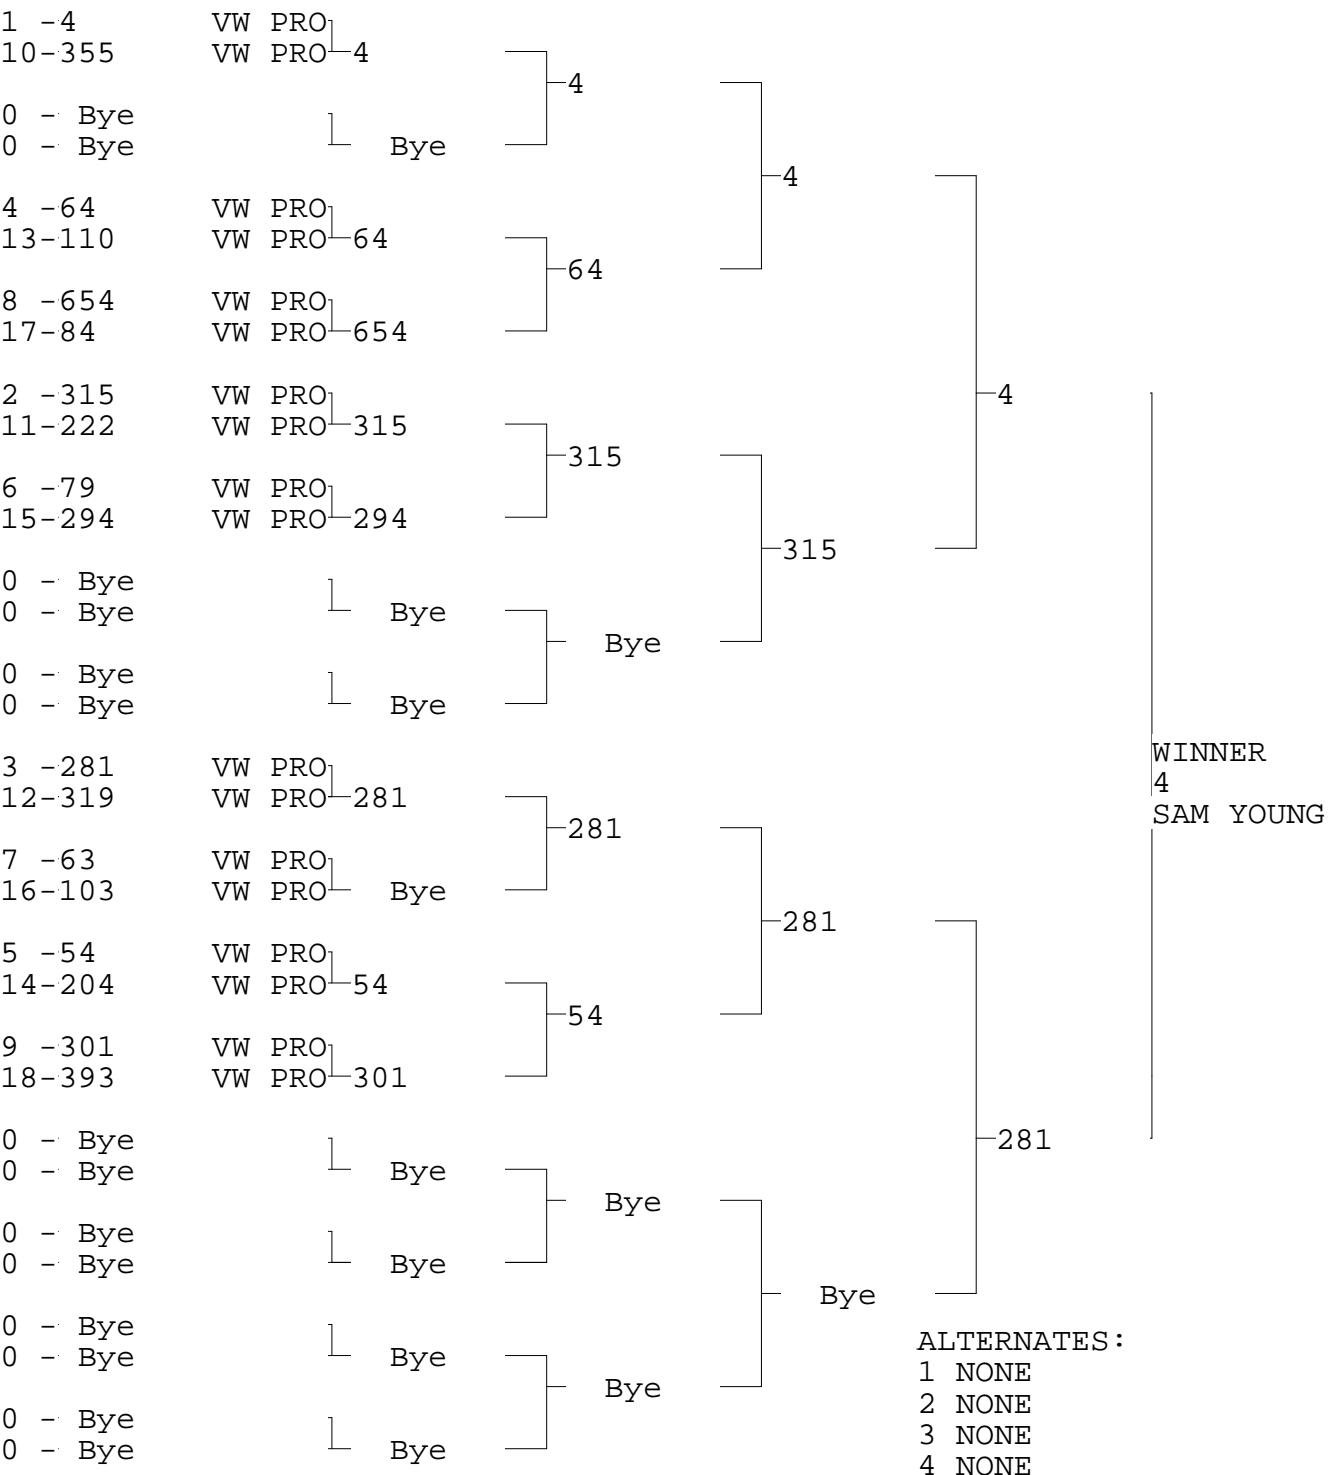 1 -4 VW PRO
10-355 VW PRO 4
4
0 - Bye
0 - Bye Bye
4
4 -64 VW PRO
13-110 VW PRO 64
64
8 -654 VW PRO
17-84 VW PRO 654
2 -315 VW PRO 4
11-222 VW PRO 315
315
6 -79 VW PRO
15-294 VW PRO 294
315
0 - Bye
0 - Bye Bye
Bye
0 - Bye
0 - Bye Bye
WINNER
3 -281 VW PRO
4
12-319 VW PRO 281
SAM YOUNG
281
7 -63 VW PRO
16-103 VW PRO Bye
281
5 -54 VW PRO
14-204 VW PRO 54
54
9 -301 VW PRO
18-393 VW PRO 301
0 - Bye 281
0 - Bye Bye
Bye
0 - Bye
0 - Bye Bye
Bye
0 - Bye
0 - Bye Bye
Bye
0 - Bye
0 - Bye Bye
ALTERNATES:
1 NONE
2 NONE
3 NONE
4 NONE